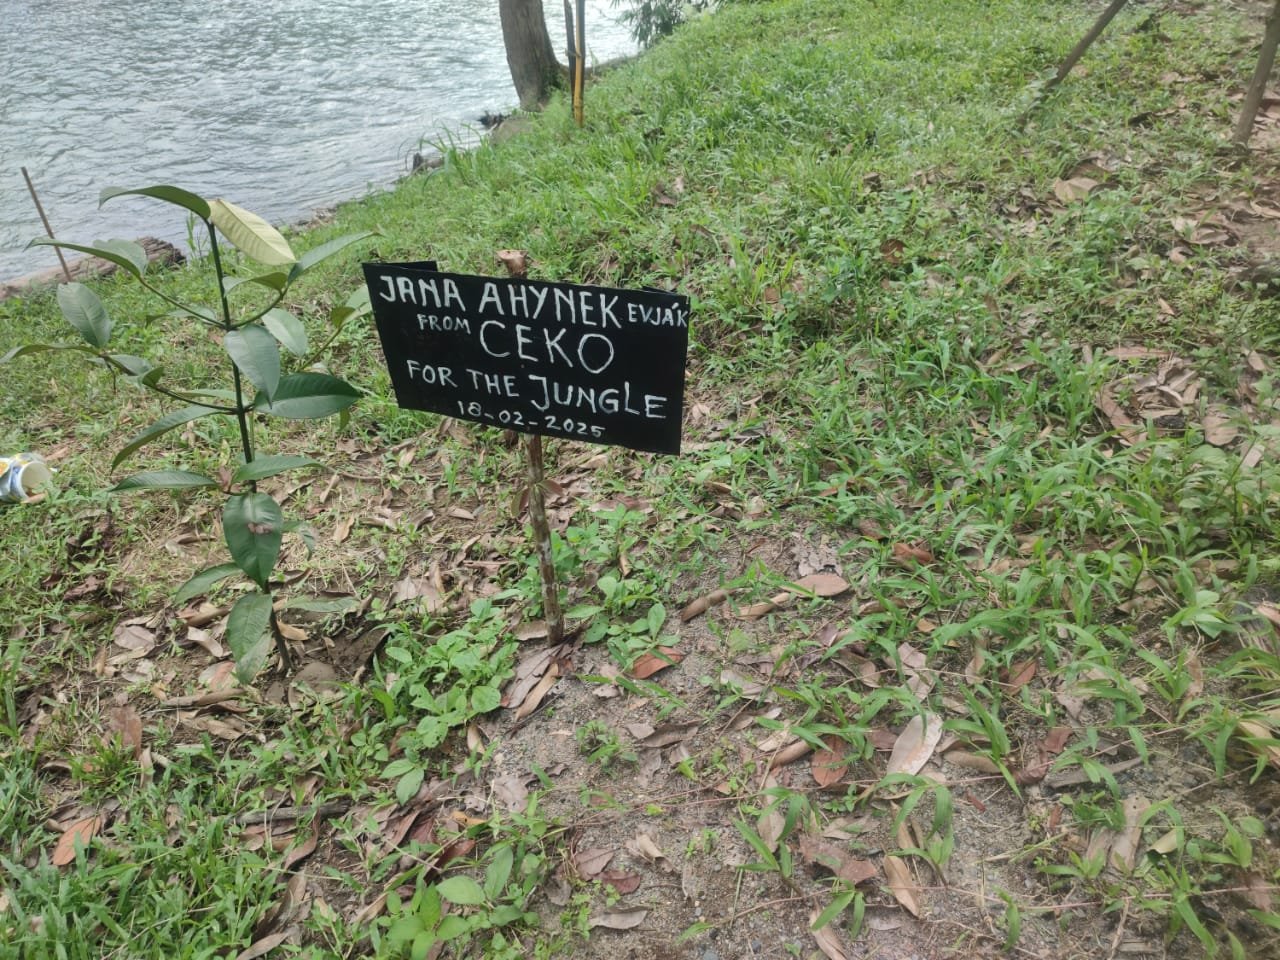 JANA AHYNEK EVJÁK
FROM CEKO
FOR THE JUNGLE
18-02-2025